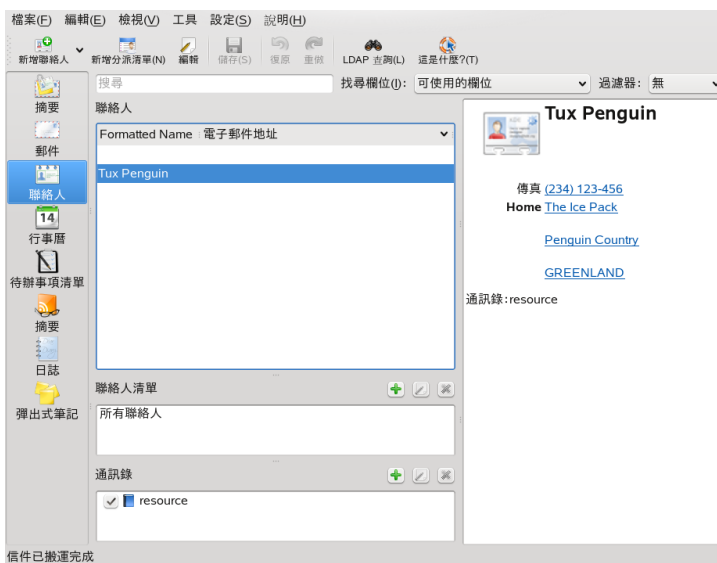 檔案(F) 編輯(E) 檢視(V) 工具 設定(S) 說明(H)
新增聯絡人 新增分派清單(N) 編輯 儲存(S) 復原 重做 LDAP 查詢(L) 這是什麼?(T)
搜尋 找尋欄位(I): 可使用的欄位 過濾器: 無
摘要
郵件
聯絡人
14
行事曆
待辦事項清單
摘要
日誌
彈出式筆記
聯絡人
Formatted Name 電子郵件地址
Tux Penguin
聯絡人清單
所有聯絡人
通訊錄
resource
Tux Penguin
傳真 (234) 123-456
Home The Ice Pack
Penguin Country
GREENLAND
通訊錄:resource
信件已搬運完成